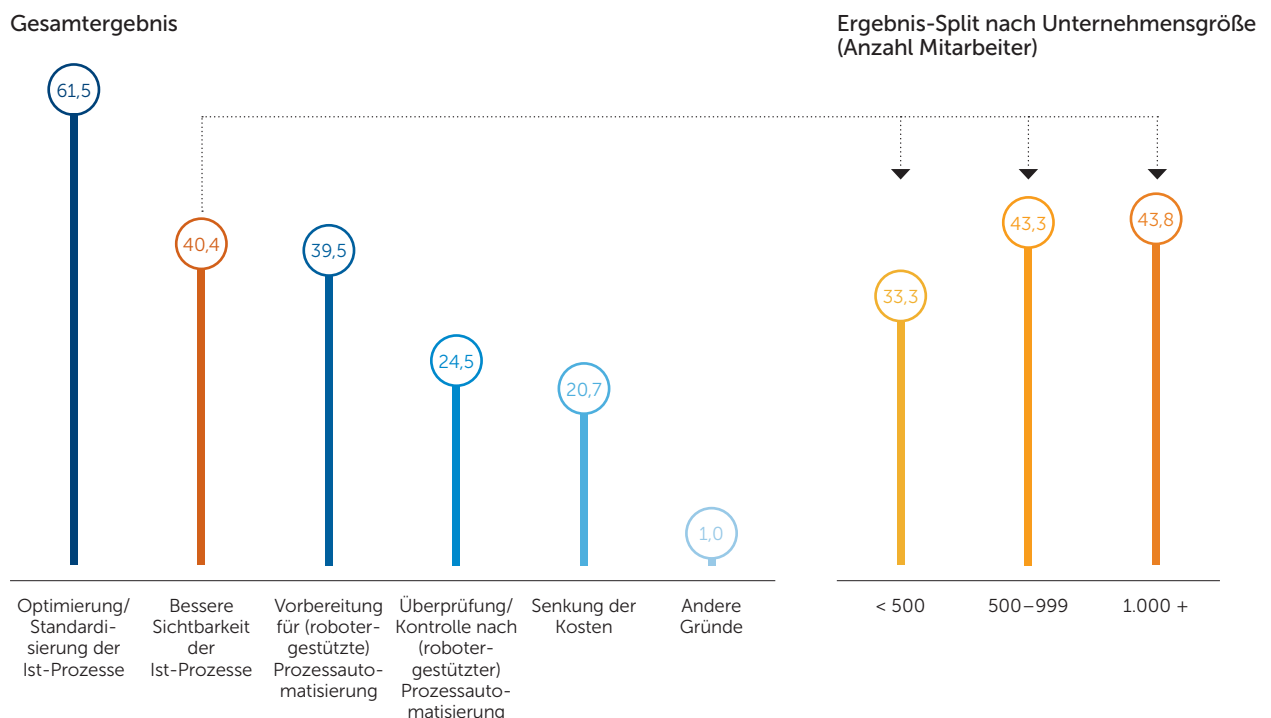 Gesamtergebnis
61,5
40,4
39,5
24,5
20,7
1,0
Optimierung/
Standardi-
sierung der
Ist-Prozesse
Bessere
Sichtbarkeit
der
Ist-Prozesse
Vorbereitung
für (roboter-
gestützte)
Prozessauto-
matisierung
Überprüfung/
Kontrolle nach
(roboter-
gestützter)
Prozessauto-
matisierung
Senkung der
Kosten
Andere
Gründe
Ergebnis-Split nach Unternehmensgröße
(Anzahl Mitarbeiter)
33,3
43,3
43,8
< 500
500–999
1.000 +